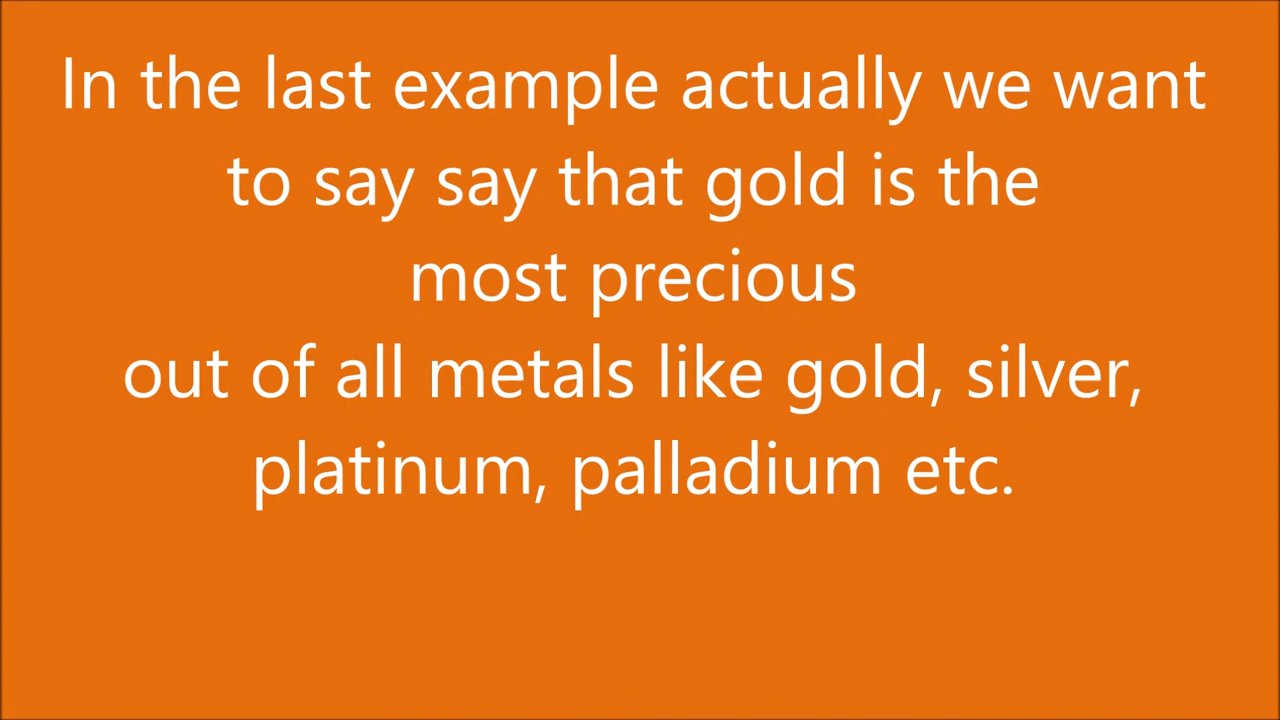 In the last example actually we want
to say say that gold is the
most precious
out of all metals like gold, silver,
platinum, palladium etc.